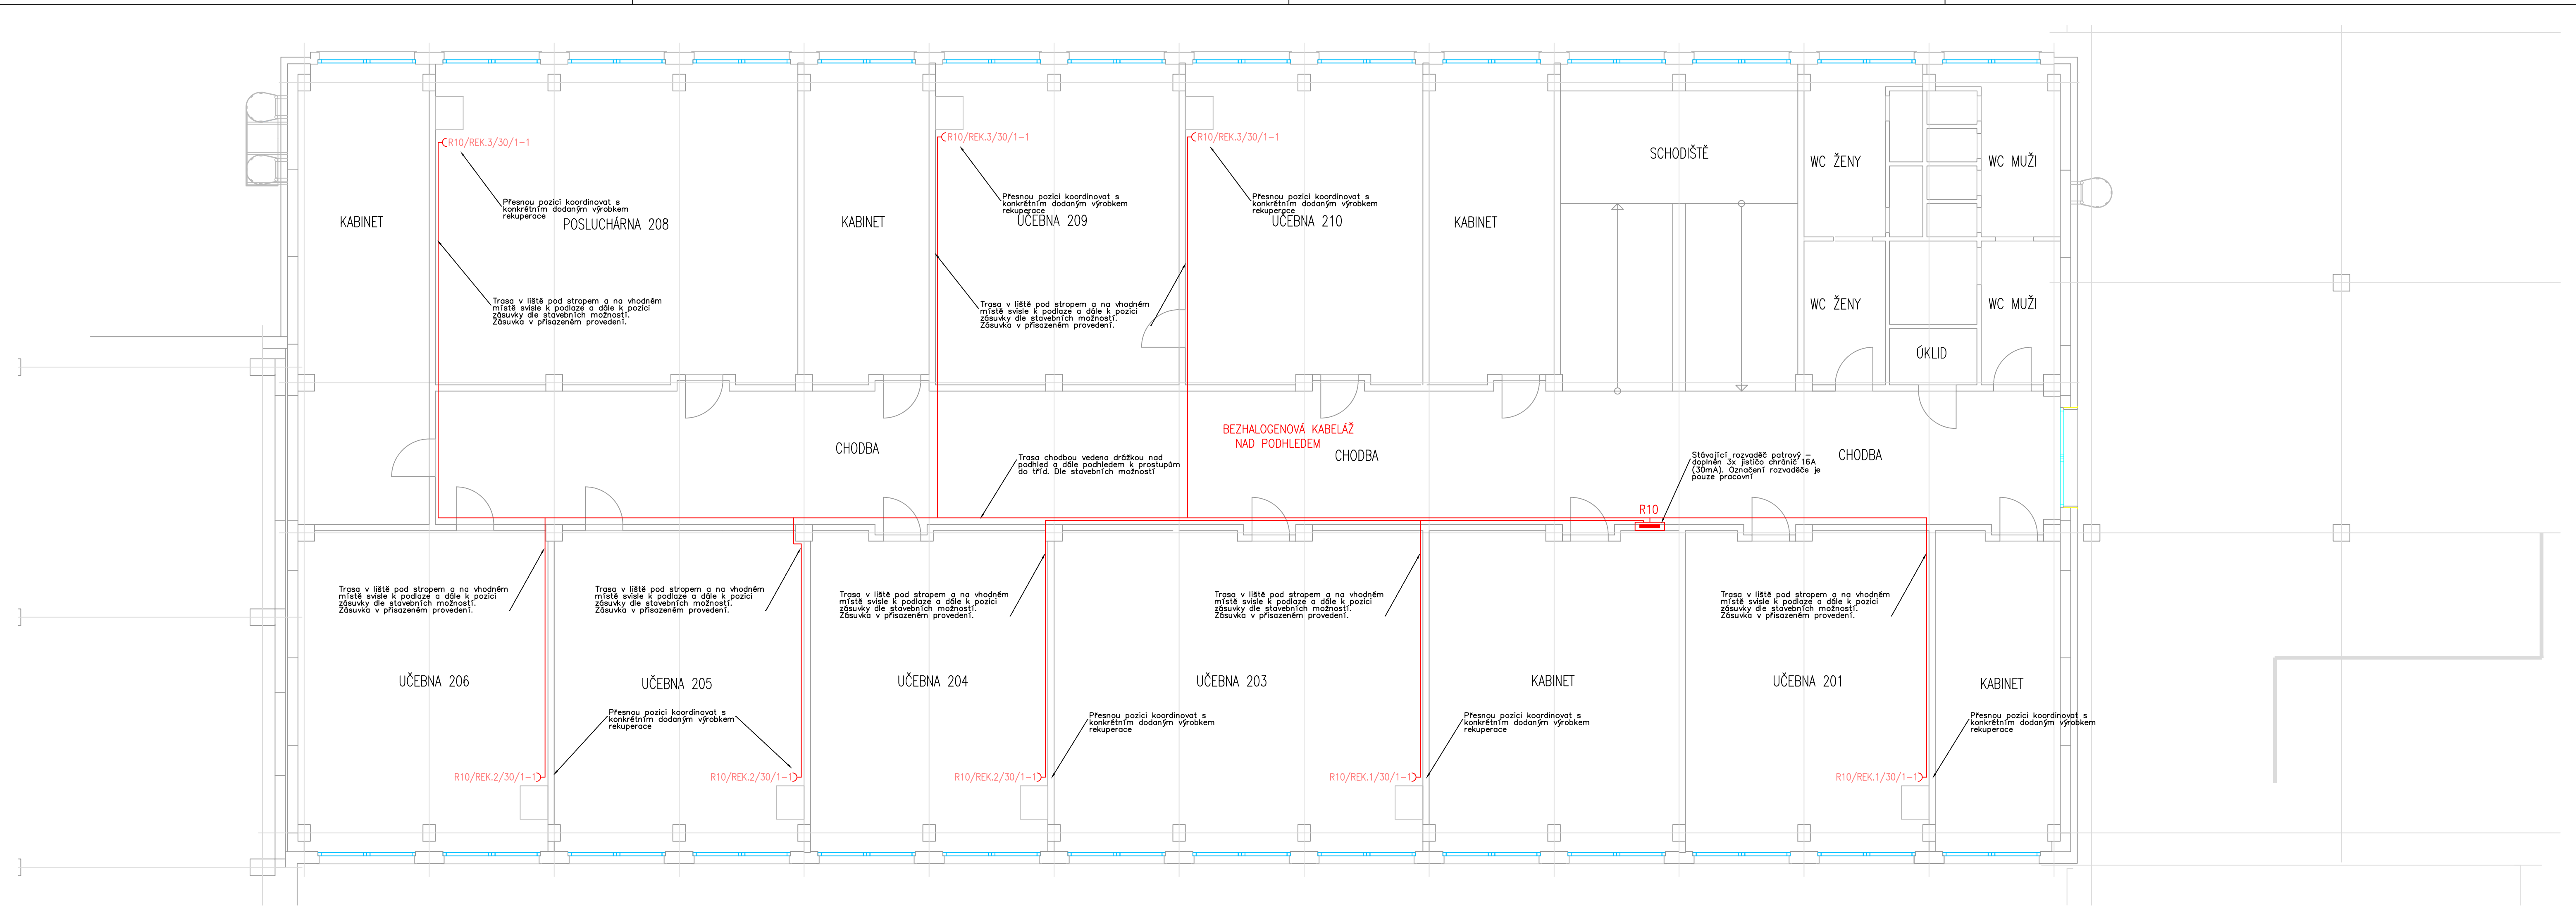 R10/REK.3/30/1-1
R10/REK.3/30/1-1
R10/REK.3/30/1-1
SCHODIŠTĚ
WC ŽENY
WC MUŽI
Přesnou pozici koordinovat s
konkrétním dodaným výrobkem
rekuperace
Přesnou pozici koordinovat s
konkrétním dodaným výrobkem
rekuperace
Přesnou pozici koordinovat s
konkrétním dodaným výrobkem
rekuperace
KABINET
POSLUCHÁRNA 208
KABINET
UČEBNA 209
UČEBNA 210
KABINET
Trasa v liště pod stropem a na vhodném
místě svisle k podlaze a dále k pozici
zásuvky dle stavebních možností.
Zásuvka v přisazeném provedení.
Trasa v liště pod stropem a na vhodném
místě svisle k podlaze a dále k pozici
zásuvky dle stavebních možností.
Zásuvka v přisazeném provedení.
WC ŽENY
WC MUŽI
ÚKLID
BEZHALOGENOVÁ KABELÁŽ
NAD PODHLEDEM
CHODBA
CHODBA
CHODBA
Trasa chodbou vedena drážkou nad
podhled a dále podhledem k prostupům
do tříd. Dle stavebních možností
Stávající rozvaděč patrový –
doplněn 3x jističo chránič 16A
(30mA). Označení rozvaděče je
pouze pracovní
R10
Trasa v liště pod stropem a na vhodném
místě svisle k podlaze a dále k pozici
zásuvky dle stavebních možností.
Zásuvka v přisazeném provedení.
Trasa v liště pod stropem a na vhodném
místě svisle k podlaze a dále k pozici
zásuvky dle stavebních možností.
Zásuvka v přisazeném provedení.
Trasa v liště pod stropem a na vhodném
místě svisle k podlaze a dále k pozici
zásuvky dle stavebních možností.
Zásuvka v přisazeném provedení.
Trasa v liště pod stropem a na vhodném
místě svisle k podlaze a dále k pozici
zásuvky dle stavebních možností.
Zásuvka v přisazeném provedení.
Trasa v liště pod stropem a na vhodném
místě svisle k podlaze a dále k pozici
zásuvky dle stavebních možností.
Zásuvka v přisazeném provedení.
UČEBNA 206
UČEBNA 205
UČEBNA 204
UČEBNA 203
KABINET
UČEBNA 201
KABINET
Přesnou pozici koordinovat s
konkrétním dodaným výrobkem
rekuperace
Přesnou pozici koordinovat s
konkrétním dodaným výrobkem
rekuperace
Přesnou pozici koordinovat s
konkrétním dodaným výrobkem
rekuperace
Přesnou pozici koordinovat s
konkrétním dodaným výrobkem
rekuperace
R10/REK.2/30/1-1
R10/REK.2/30/1-1
R10/REK.2/30/1-1
R10/REK.1/30/1-1
R10/REK.1/30/1-1